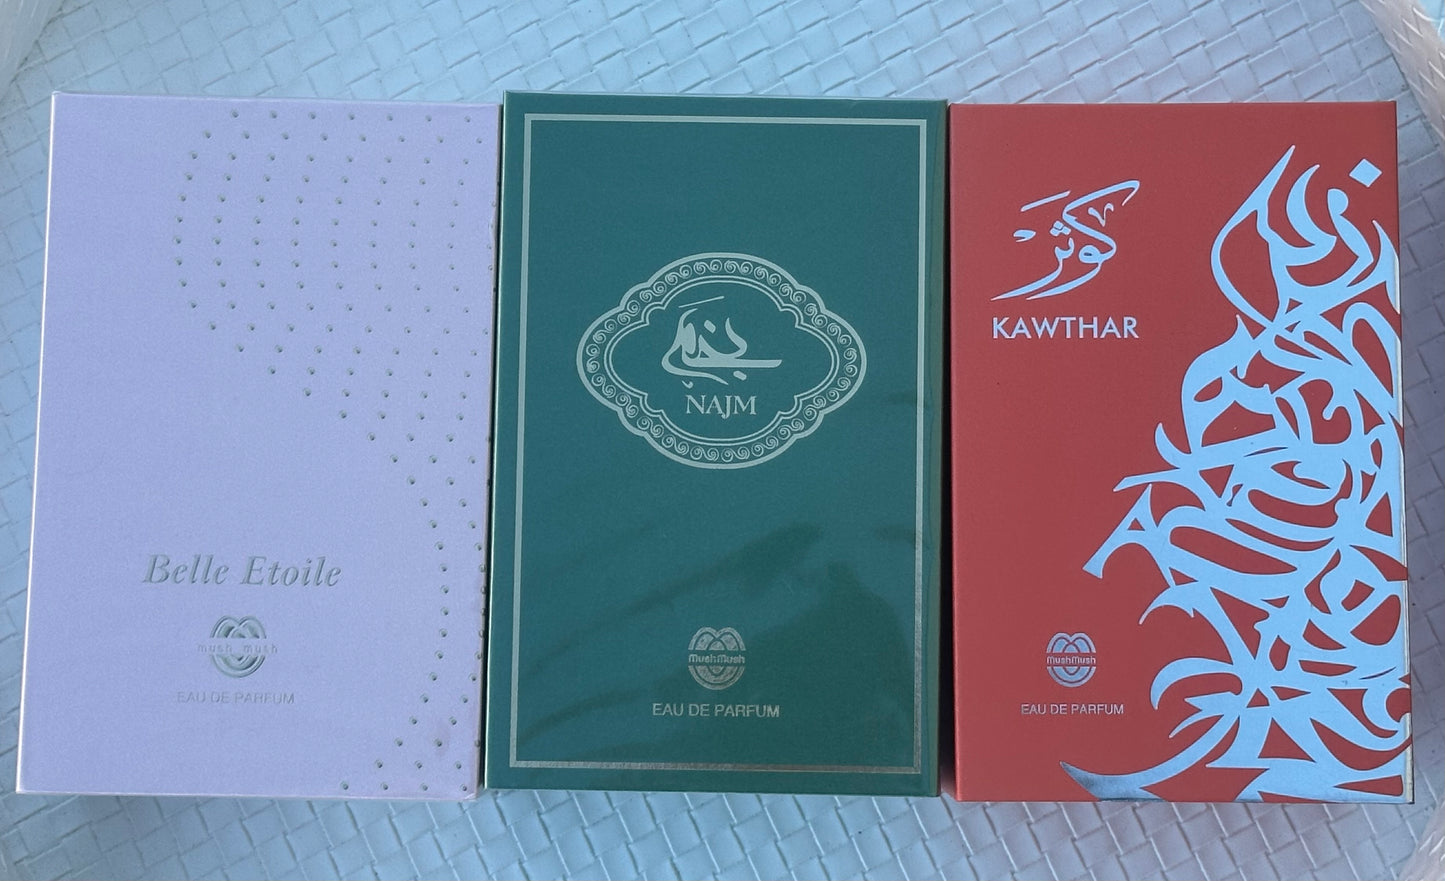 Belle Etoile
mush mush
EAU DE PARFUM
نجم
NAJM
MushMush
EAU DE PARFUM
كوثر
KAWTHAR
MushMush
EAU DE PARFUM